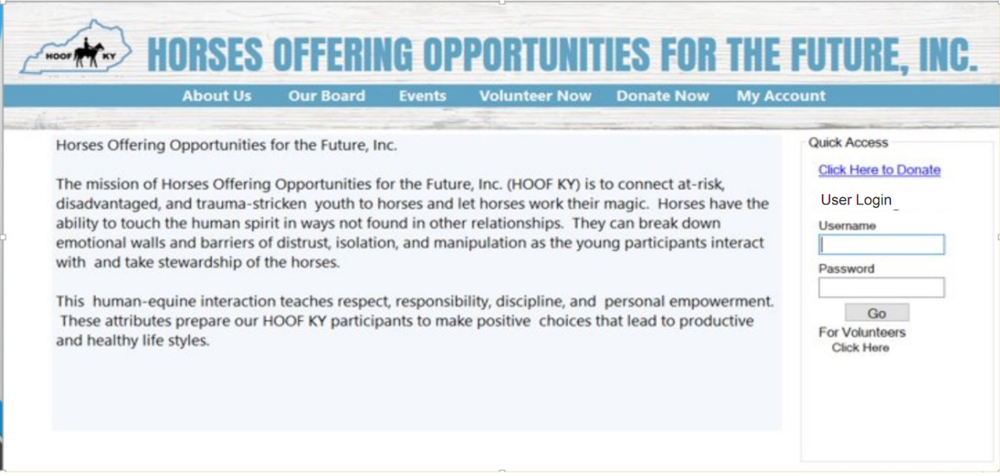 HOOF KY
HORSES OFFERING OPPORTUNITIES FOR THE FUTURE, INC.
About Us Our Board Events Volunteer Now Donate Now My Account
Horses Offering Opportunities for the Future, Inc.
The mission of Horses Offering Opportunities for the Future, Inc. (HOOF KY) is to connect at-risk,
disadvantaged, and trauma-stricken youth to horses and let horses work their magic. Horses have the
ability to touch the human spirit in ways not found in other relationships. They can break down
emotional walls and barriers of distrust, isolation, and manipulation as the young participants interact
with and take stewardship of the horses.
This human-equine interaction teaches respect, responsibility, discipline, and personal empowerment.
These attributes prepare our HOOF KY participants to make positive choices that lead to productive
and healthy life styles.
Quick Access
Click Here to Donate
User Login
Username
Password
Go
For Volunteers
Click Here